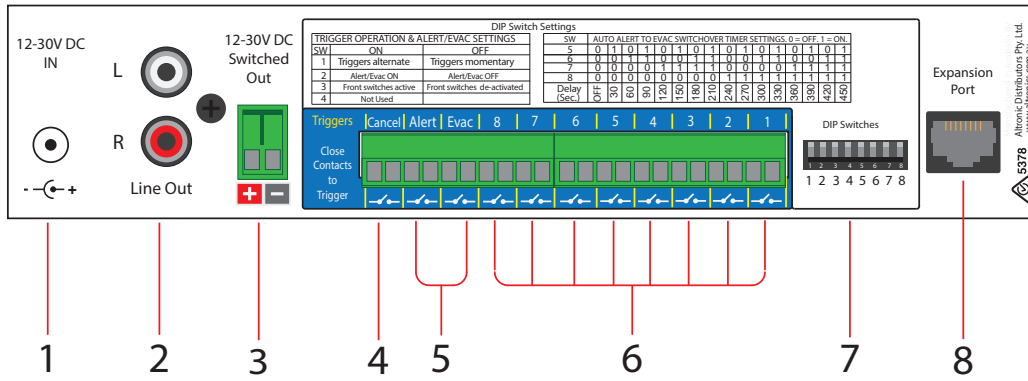 12-30V DC
IN
L
R
Line Out
12-30V DC
Switched
Out
DIP Switch Settings
TRIGGER OPERATION & ALERT/EVAC SETTINGS
SW ON OFF
1 Triggers alternate Triggers momentary
2 Alert/Evac ON Alert/Evac OFF
3 Front switches active Front switches de-activated
4 Not Used
SW AUTO ALERT TO EVAC SWITCHOVER TIMER SETTINGS. 0 = OFF. 1 = ON.
5 0 1 0 1 0 1 0 1 0 1 0 1 0 1 0 1
6 0 0 1 1 0 0 1 1 0 0 1 1 0 0 1 1
7 0 0 0 0 1 1 1 1 0 0 0 0 1 1 1 1
8 0 0 0 0 0 0 0 0 1 1 1 1 1 1 1 1
Delay (Sec.) OFF 30 60 90 120 150 180 210 240 270 300 330 360 390 420 450
Triggers Cancel Alert Evac 8 7 6 5 4 3 2 1
Close
Contacts
to
Trigger
DIP Switches
1 2 3 4 5 6 7 8
1 2 3 4 5 6 7 8
Expansion
Port
5378
Altronic Distributors Pty. Ltd.
- +
+ -
1 2 3 4 5 6 7 8